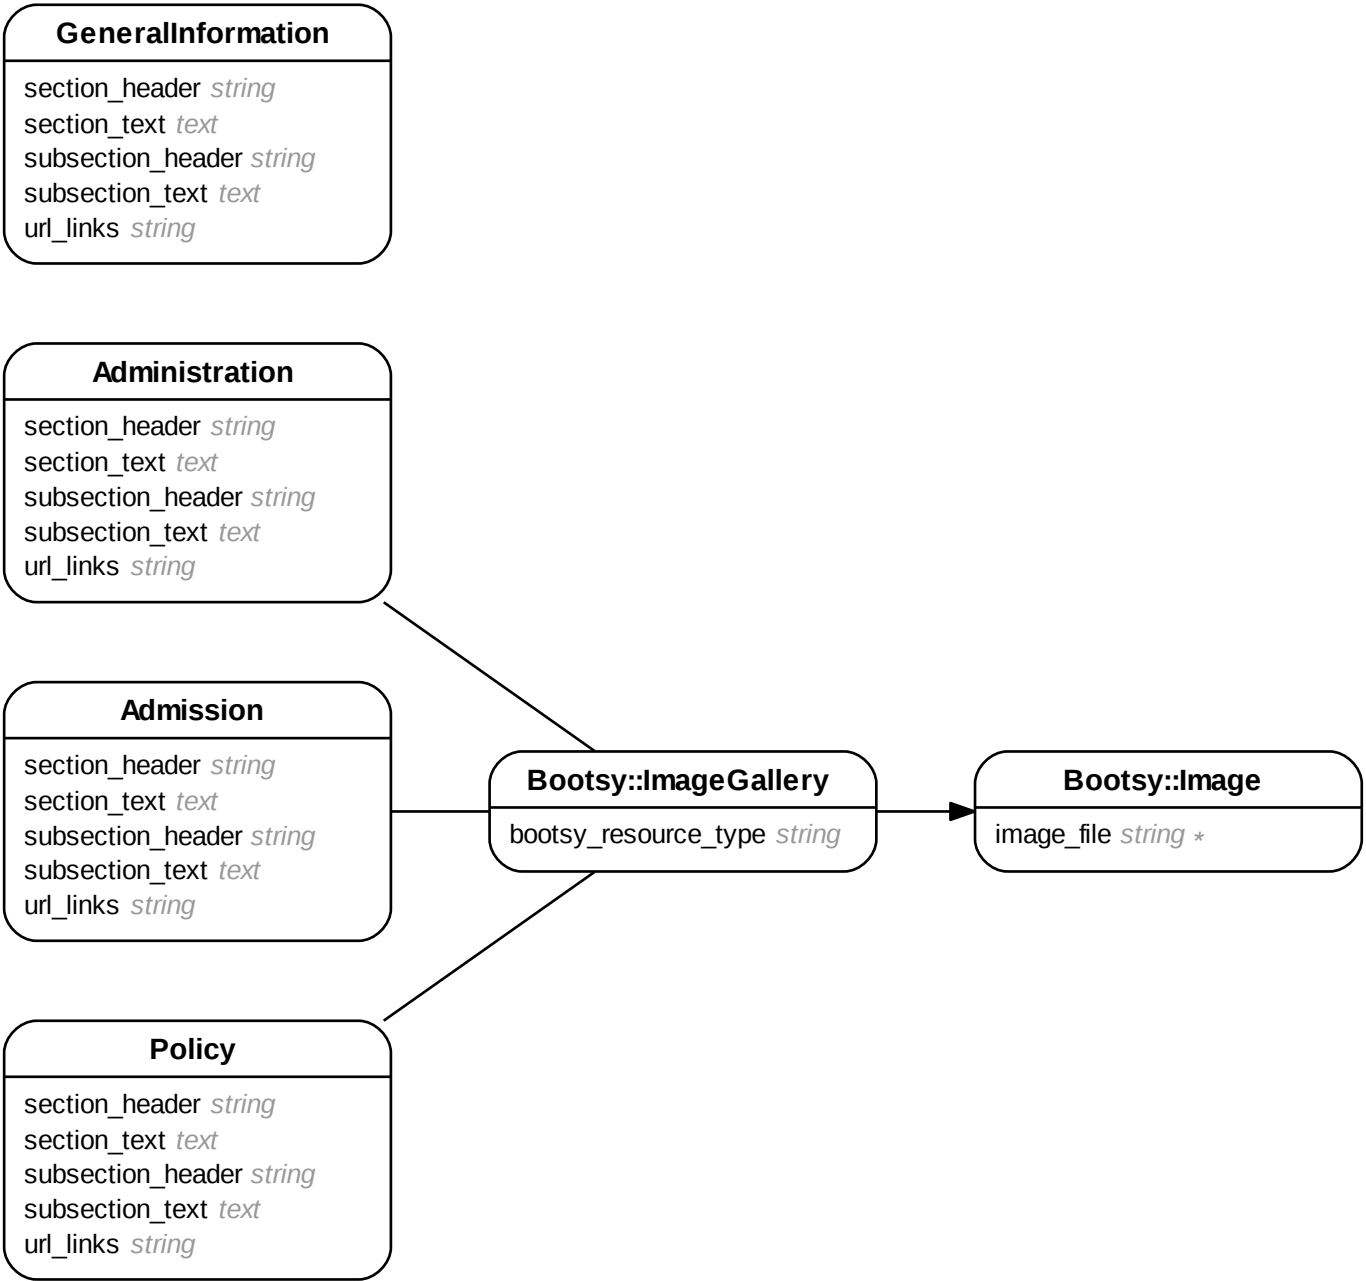 GeneralInformation
section_header string
section_text text
subsection_header string
subsection_text text
url_links string
Administration
section_header string
section_text text
subsection_header string
subsection_text text
url_links string
Admission
section_header string
section_text text
subsection_header string
subsection_text text
url_links string
Bootsy::ImageGallery
bootsy_resource_type string
Bootsy::Image
image_file string *
Policy
section_header string
section_text text
subsection_header string
subsection_text text
url_links string